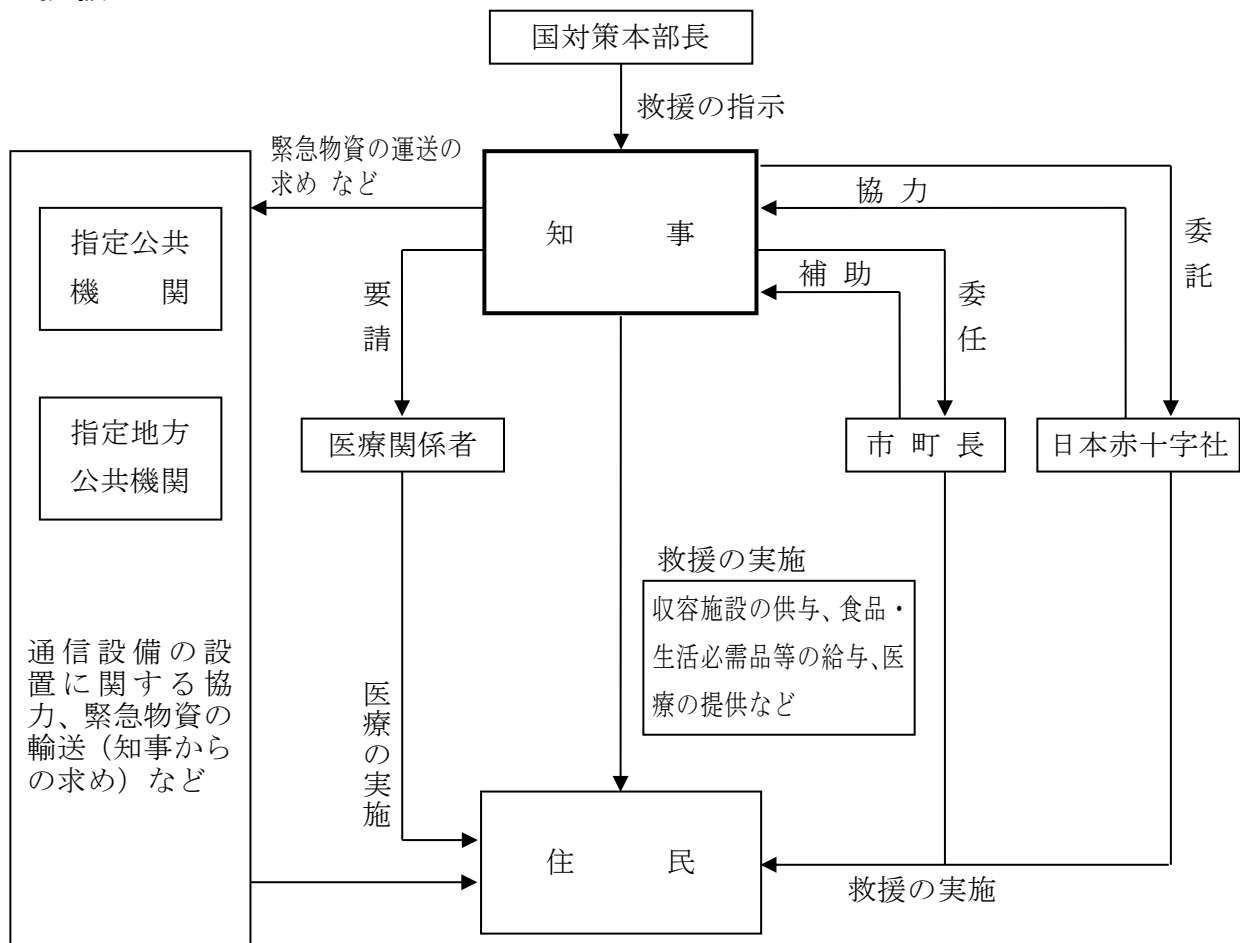 国対策本部長
救援の指示
緊急物資の運送の
求め など
知　事
協 力
委託
補 助
委任
要請
指定公共
機　関
指定地方
公共機関
医療関係者
市 町 長
日本赤十字社
救援の実施
収容施設の供与、食品・
生活必需品等の給与、医
療の提供など
通信設備の設
置に関する協
力、緊急物資の
輸送（知事から
の求め）など
医療の実施
住　民
救援の実施